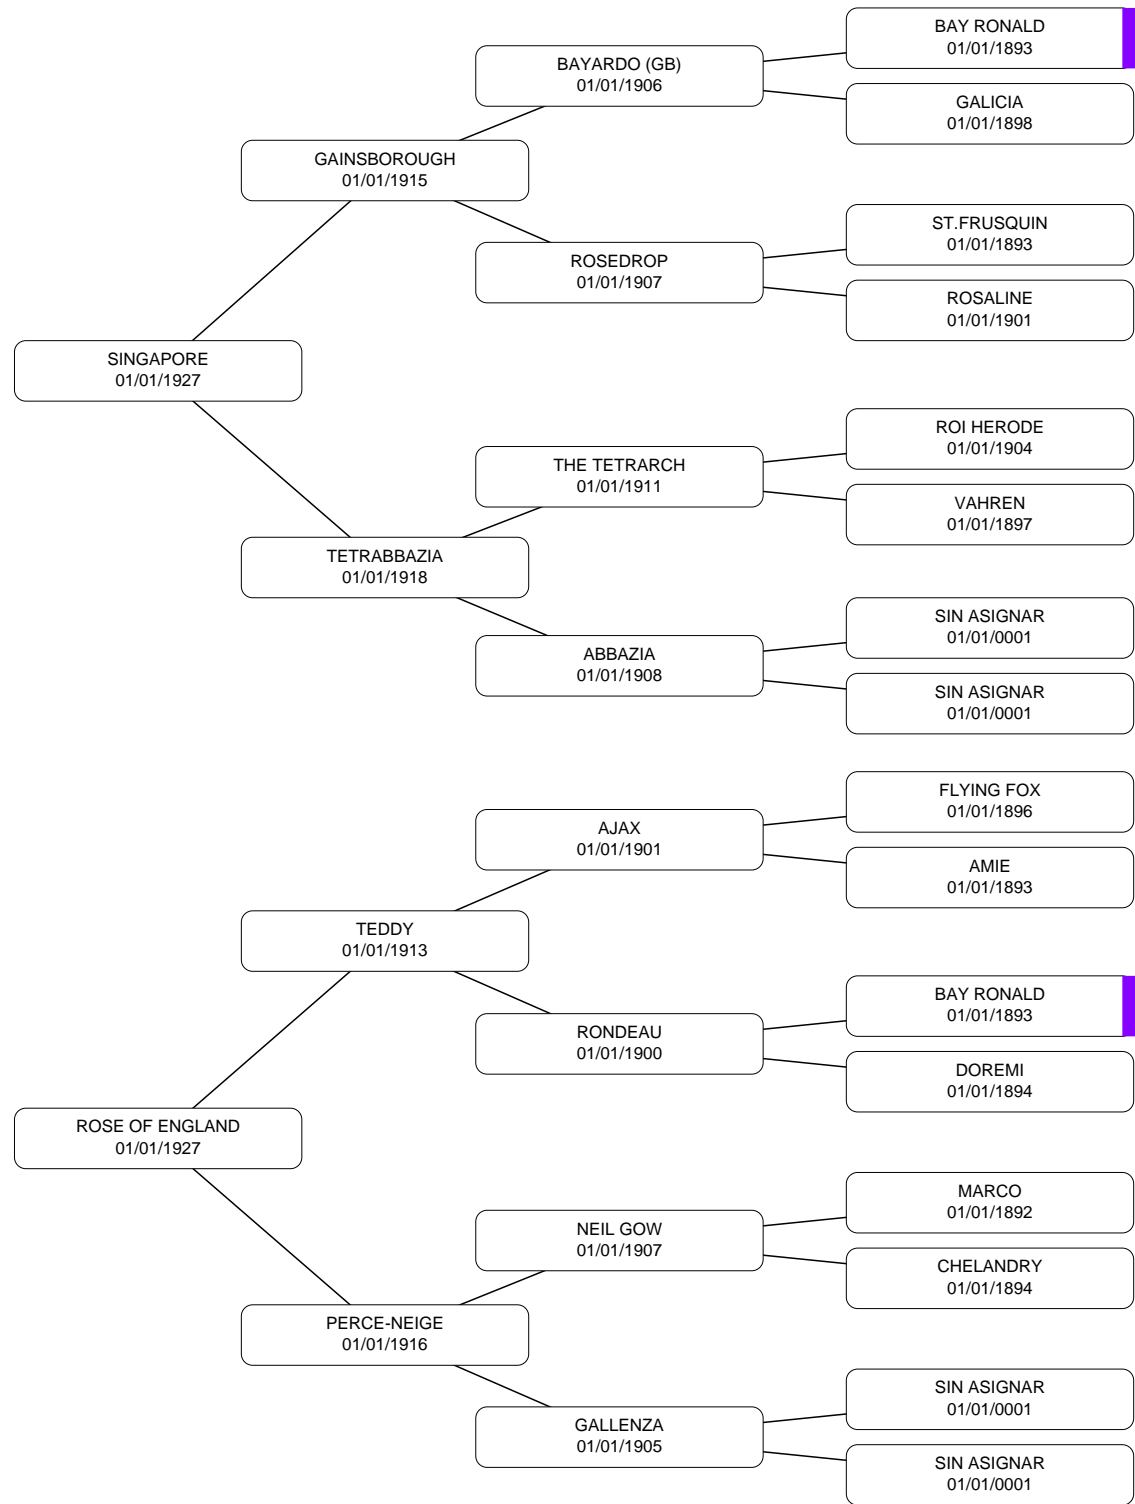 BAY RONALD
01/01/1893
BAYARDO (GB)
01/01/1906
GALICIA
01/01/1898
GAINSBOROUGH
01/01/1915
ST.FRUSQUIN
01/01/1893
ROSEDROP
01/01/1907
ROSALINE
01/01/1901
SINGAPORE
01/01/1927
ROI HERODE
01/01/1904
THE TETRARCH
01/01/1911
VAHREN
01/01/1897
TETRABBAZIA
01/01/1918
SIN ASIGNAR
01/01/0001
ABBAZIA
01/01/1908
SIN ASIGNAR
01/01/0001
FLYING FOX
01/01/1896
AJAX
01/01/1901
AMIE
01/01/1893
TEDDY
01/01/1913
BAY RONALD
01/01/1893
RONDEAU
01/01/1900
DOREMI
01/01/1894
ROSE OF ENGLAND
01/01/1927
MARCO
01/01/1892
NEIL GOW
01/01/1907
CHELANDRY
01/01/1894
PERCE-NEIGE
01/01/1916
SIN ASIGNAR
01/01/0001
GALLENZA
01/01/1905
SIN ASIGNAR
01/01/0001